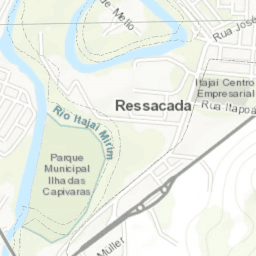 de Mello
Rua José
Itajaí Centro
Empresarial
Rua Itapoá
Ressacada
Rio Itajaí Mirim
Parque
Municipal
Ilha das
Capivaras
Müller